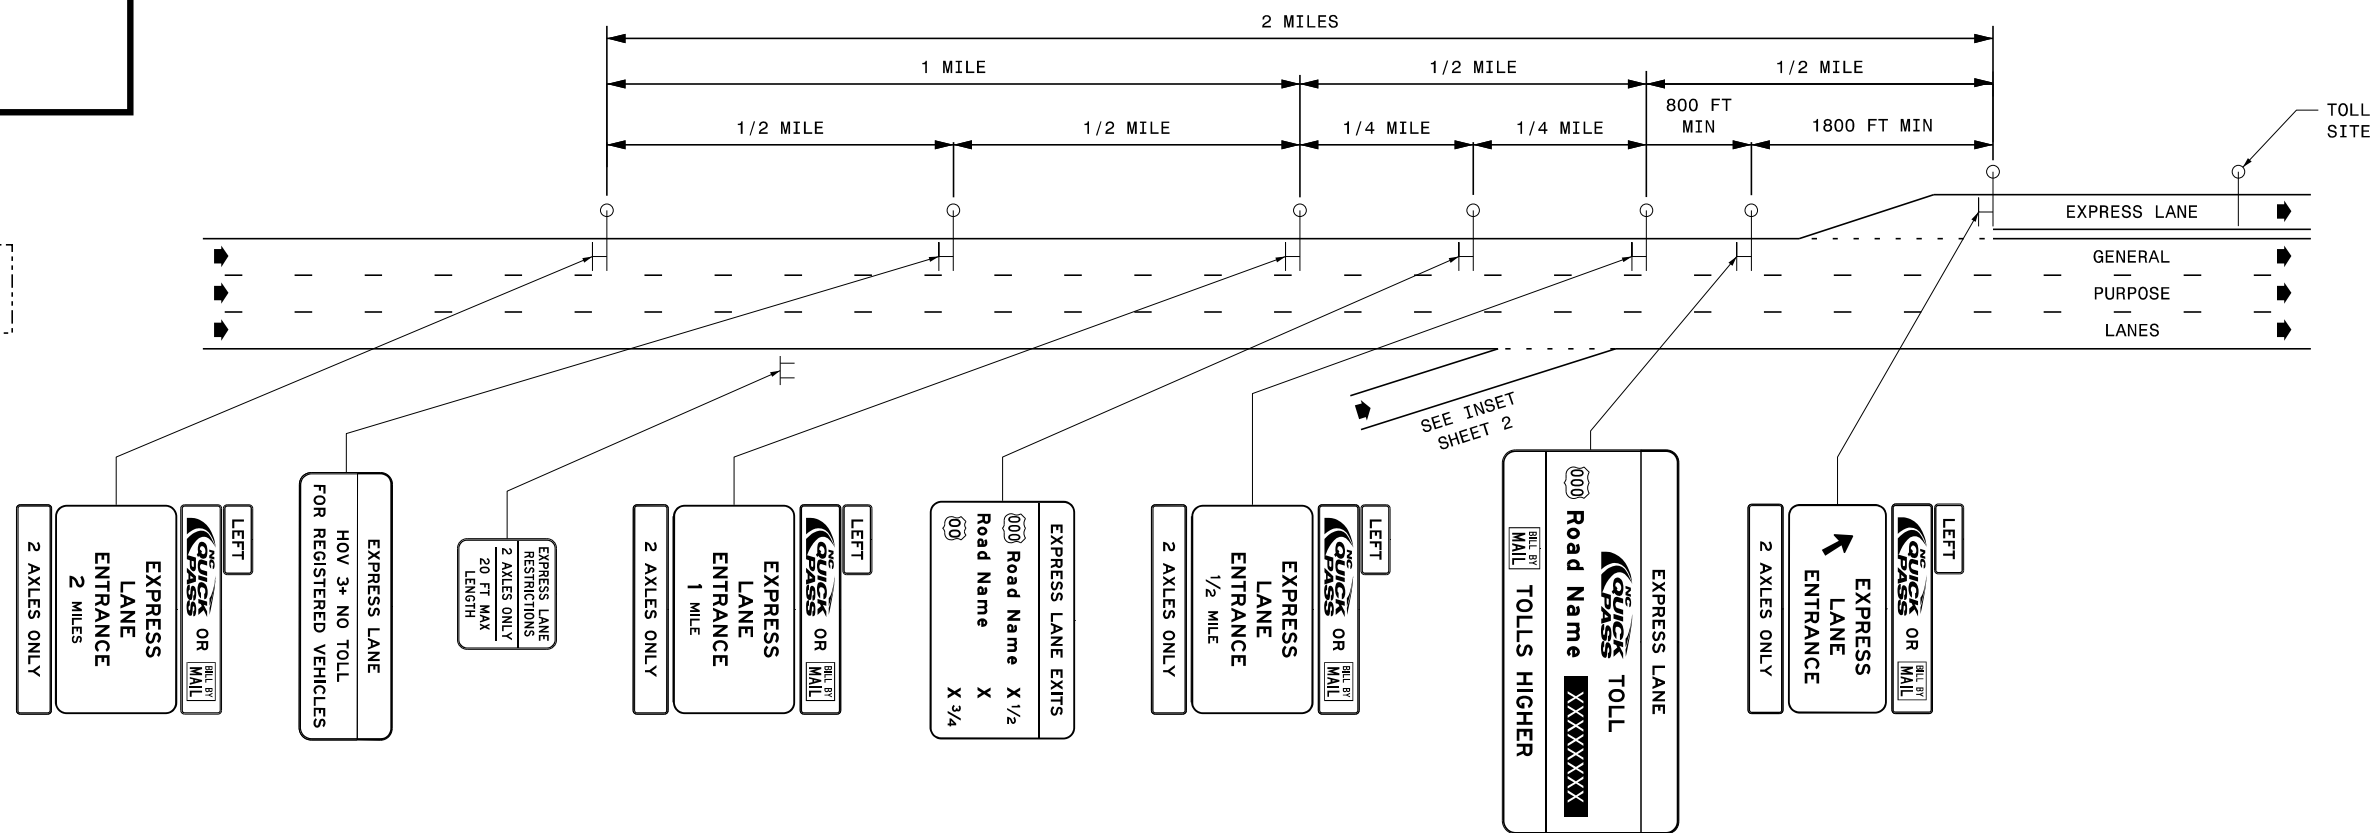 2 MILES
1 MILE
1/2 MILE
1/2 MILE
1/2 MILE
1/2 MILE
1/4 MILE
1/4 MILE
800 FT
MIN
1800 FT MIN
TOLL
SITE
EXPRESS LANE
GENERAL
PURPOSE
LANES
SEE INSET
SHEET 2
LEFT
NC
QUICK
PASS OR BILL BY
MAIL
EXPRESS
LANE
ENTRANCE
2 MILES
2 AXLES ONLY
EXPRESS LANE
HOV 3+ NO TOLL
FOR REGISTERED VEHICLES
EXPRESS LANE
RESTRICTIONS
2 AXLES ONLY
20 FT MAX
LENGTH
LEFT
NC
QUICK
PASS OR BILL BY
MAIL
EXPRESS
LANE
ENTRANCE
1 MILE
2 AXLES ONLY
EXPRESS LANE EXITS
000 Road Name X 1/2
Road Name X
00 X 3/4
LEFT
NC
QUICK
PASS OR BILL BY
MAIL
EXPRESS
LANE
ENTRANCE
1/2 MILE
2 AXLES ONLY
EXPRESS LANE
NC
QUICK
PASS TOLL
000 Road Name XXXXXXX
BILL BY
MAIL TOLLS HIGHER
LEFT
NC
QUICK
PASS OR BILL BY
MAIL
EXPRESS
LANE
ENTRANCE
2 AXLES ONLY